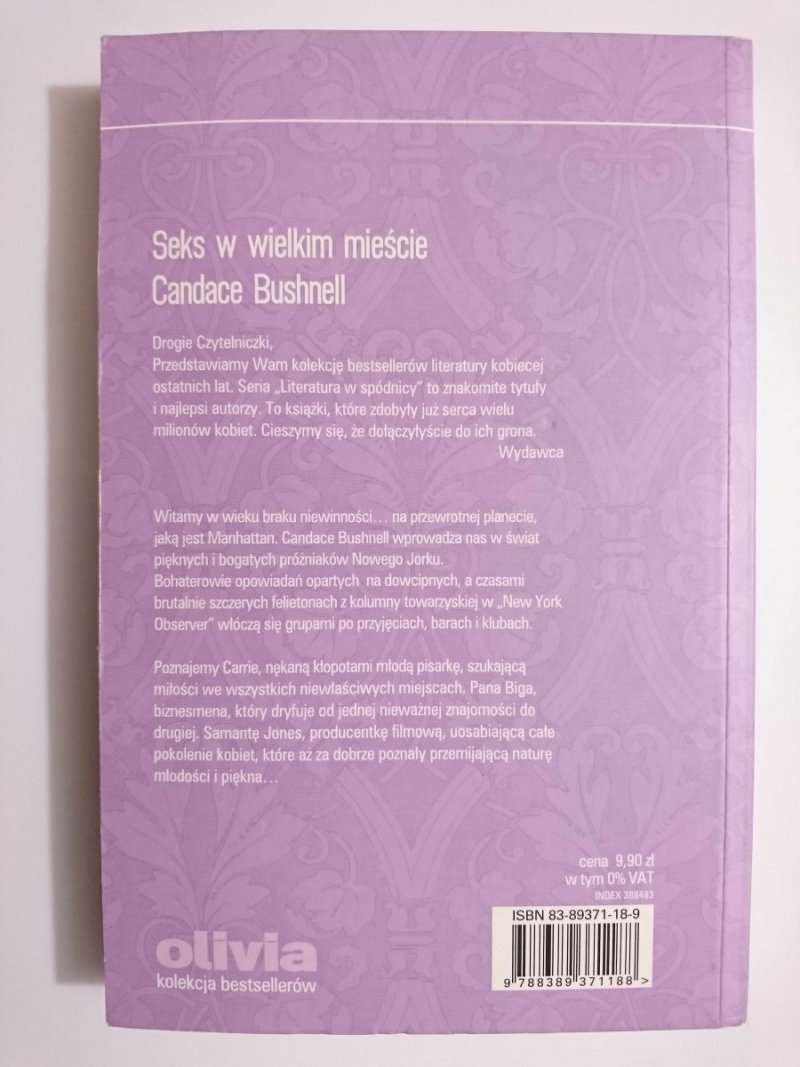 Seks w wielkim mieście
Candace Bushnell
Drogie Czytelniczki,
Przedstawiamy Wam kolekcję bestsellerów literatury kobiecej
ostatnich lat. Seria „Literatura w spódnicy” to znakomite tytuły
i najlepsi autorzy. To książki, które zdobyły już serca wielu
milionów kobiet. Cieszymy się, że dołączyłyście do ich grona.
Wydawca
Witamy w wieku braku niewinności... na przewrotnej planecie,
jaką jest Manhattan. Candace Bushnell wprowadza nas w świat
pięknych i bogatych próżniaków Nowego Jorku.
Bohaterowie opowiadań opartych na dowcipnych, a czasami
brutalnie szczerych felietonach z kolumny towarzyskiej w „New York
Observer” włóczą się grupami po przyjęciach, barach i klubach.
Poznajemy Carrie, nękaną kłopotami młodą pisarkę, szukającą
miłości we wszystkich niewłaściwych miejscach. Pana Biga,
biznesmena, który dryfuje od jednej nieważnej znajomości do
drugiej. Samantę Jones, producentkę filmową, uosabiającą całe
pokolenie kobiet, które aż za dobrze poznały przemijającą naturę
młodości i piękna...
cena 9,90 zł
w tym 0% VAT
INDEX 388483
ISBN 83-89371-18-9
9 788389 371188 >
olivia
kolekcja bestsellerów